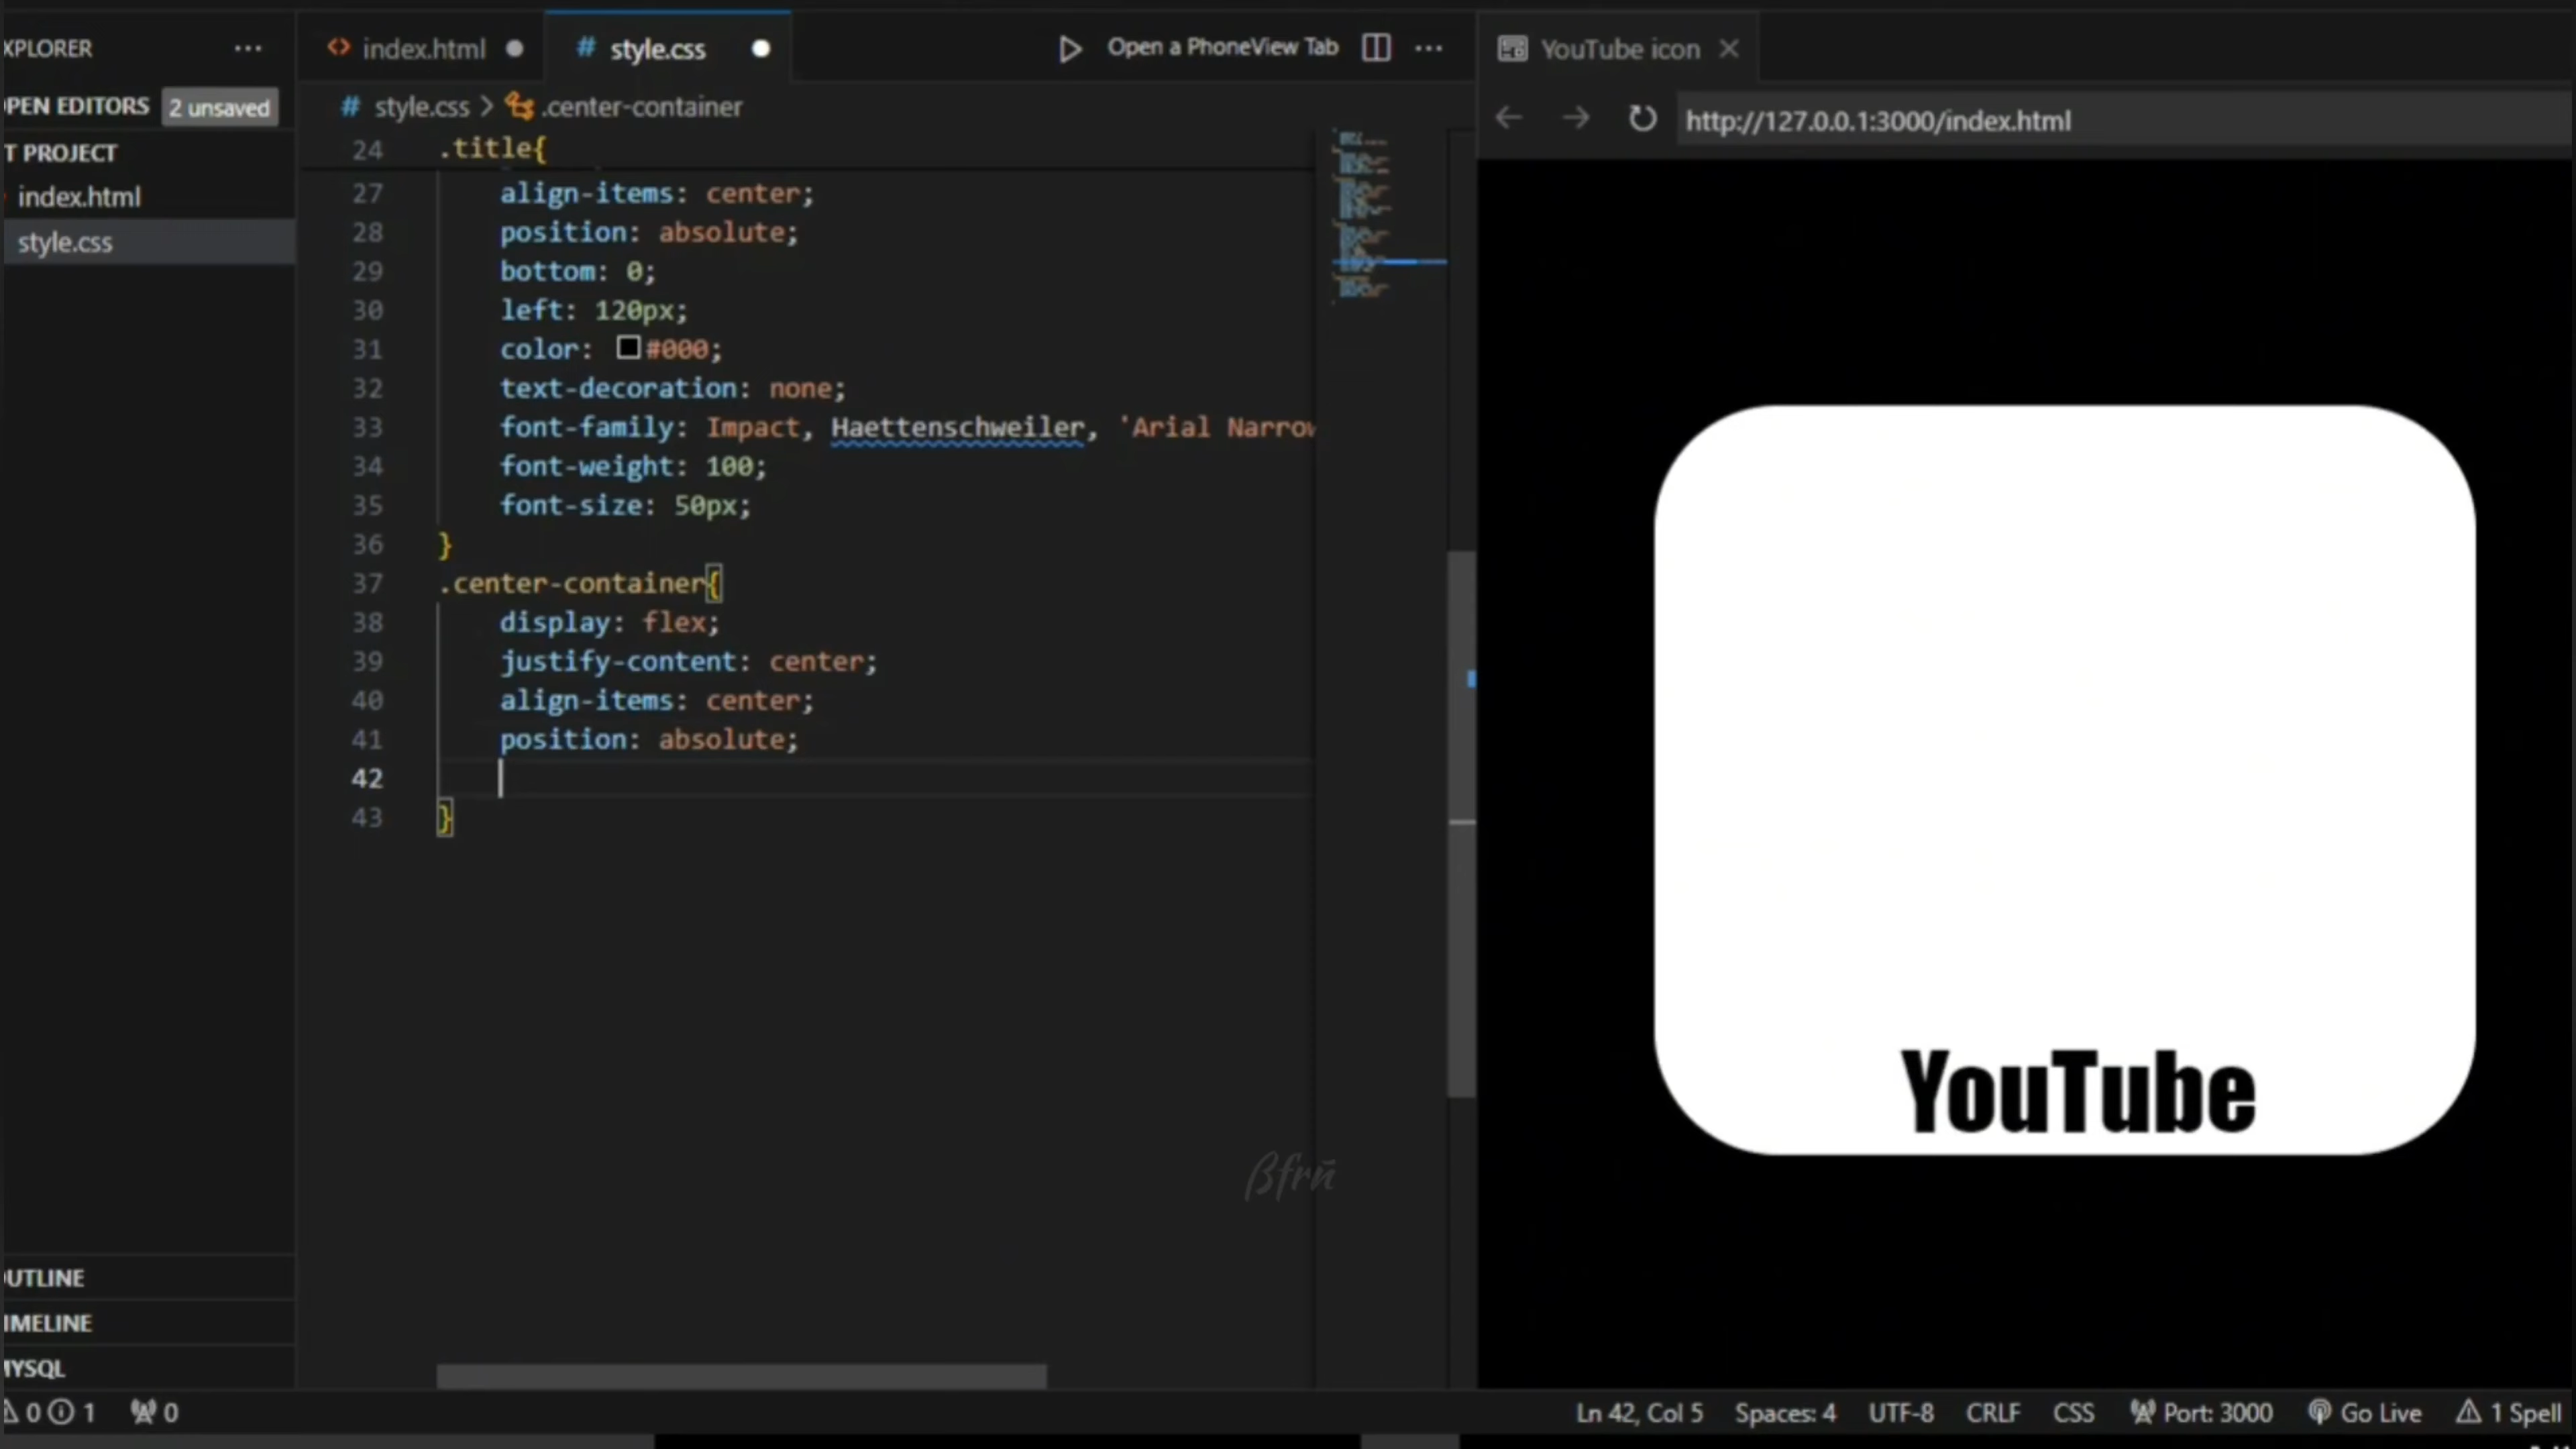 XPLORER ···
index.html
# style.css
Open a PhoneView Tab ···
YouTube icon
PEN EDITORS 2 unsaved
# style.css > .center-container
http://127.0.0.1:3000/index.html
T PROJECT
index.html
style.css
24 .title{
27 align-items: center;
28 position: absolute;
29 bottom: 0;
30 left: 120px;
31 color: #000;
32 text-decoration: none;
33 font-family: Impact, Haettenschweiler, 'Arial Narrow
34 font-weight: 100;
35 font-size: 50px;
36 }
37 .center-container{
38 display: flex;
39 justify-content: center;
40 align-items: center;
41 position: absolute;
42
43 }
YouTube
βfrñ
UTLINE
IMELINE
MYSQL
0 1 0
Ln 42, Col 5 Spaces: 4 UTF-8 CRLF CSS Port: 3000 Go Live 1 Spell